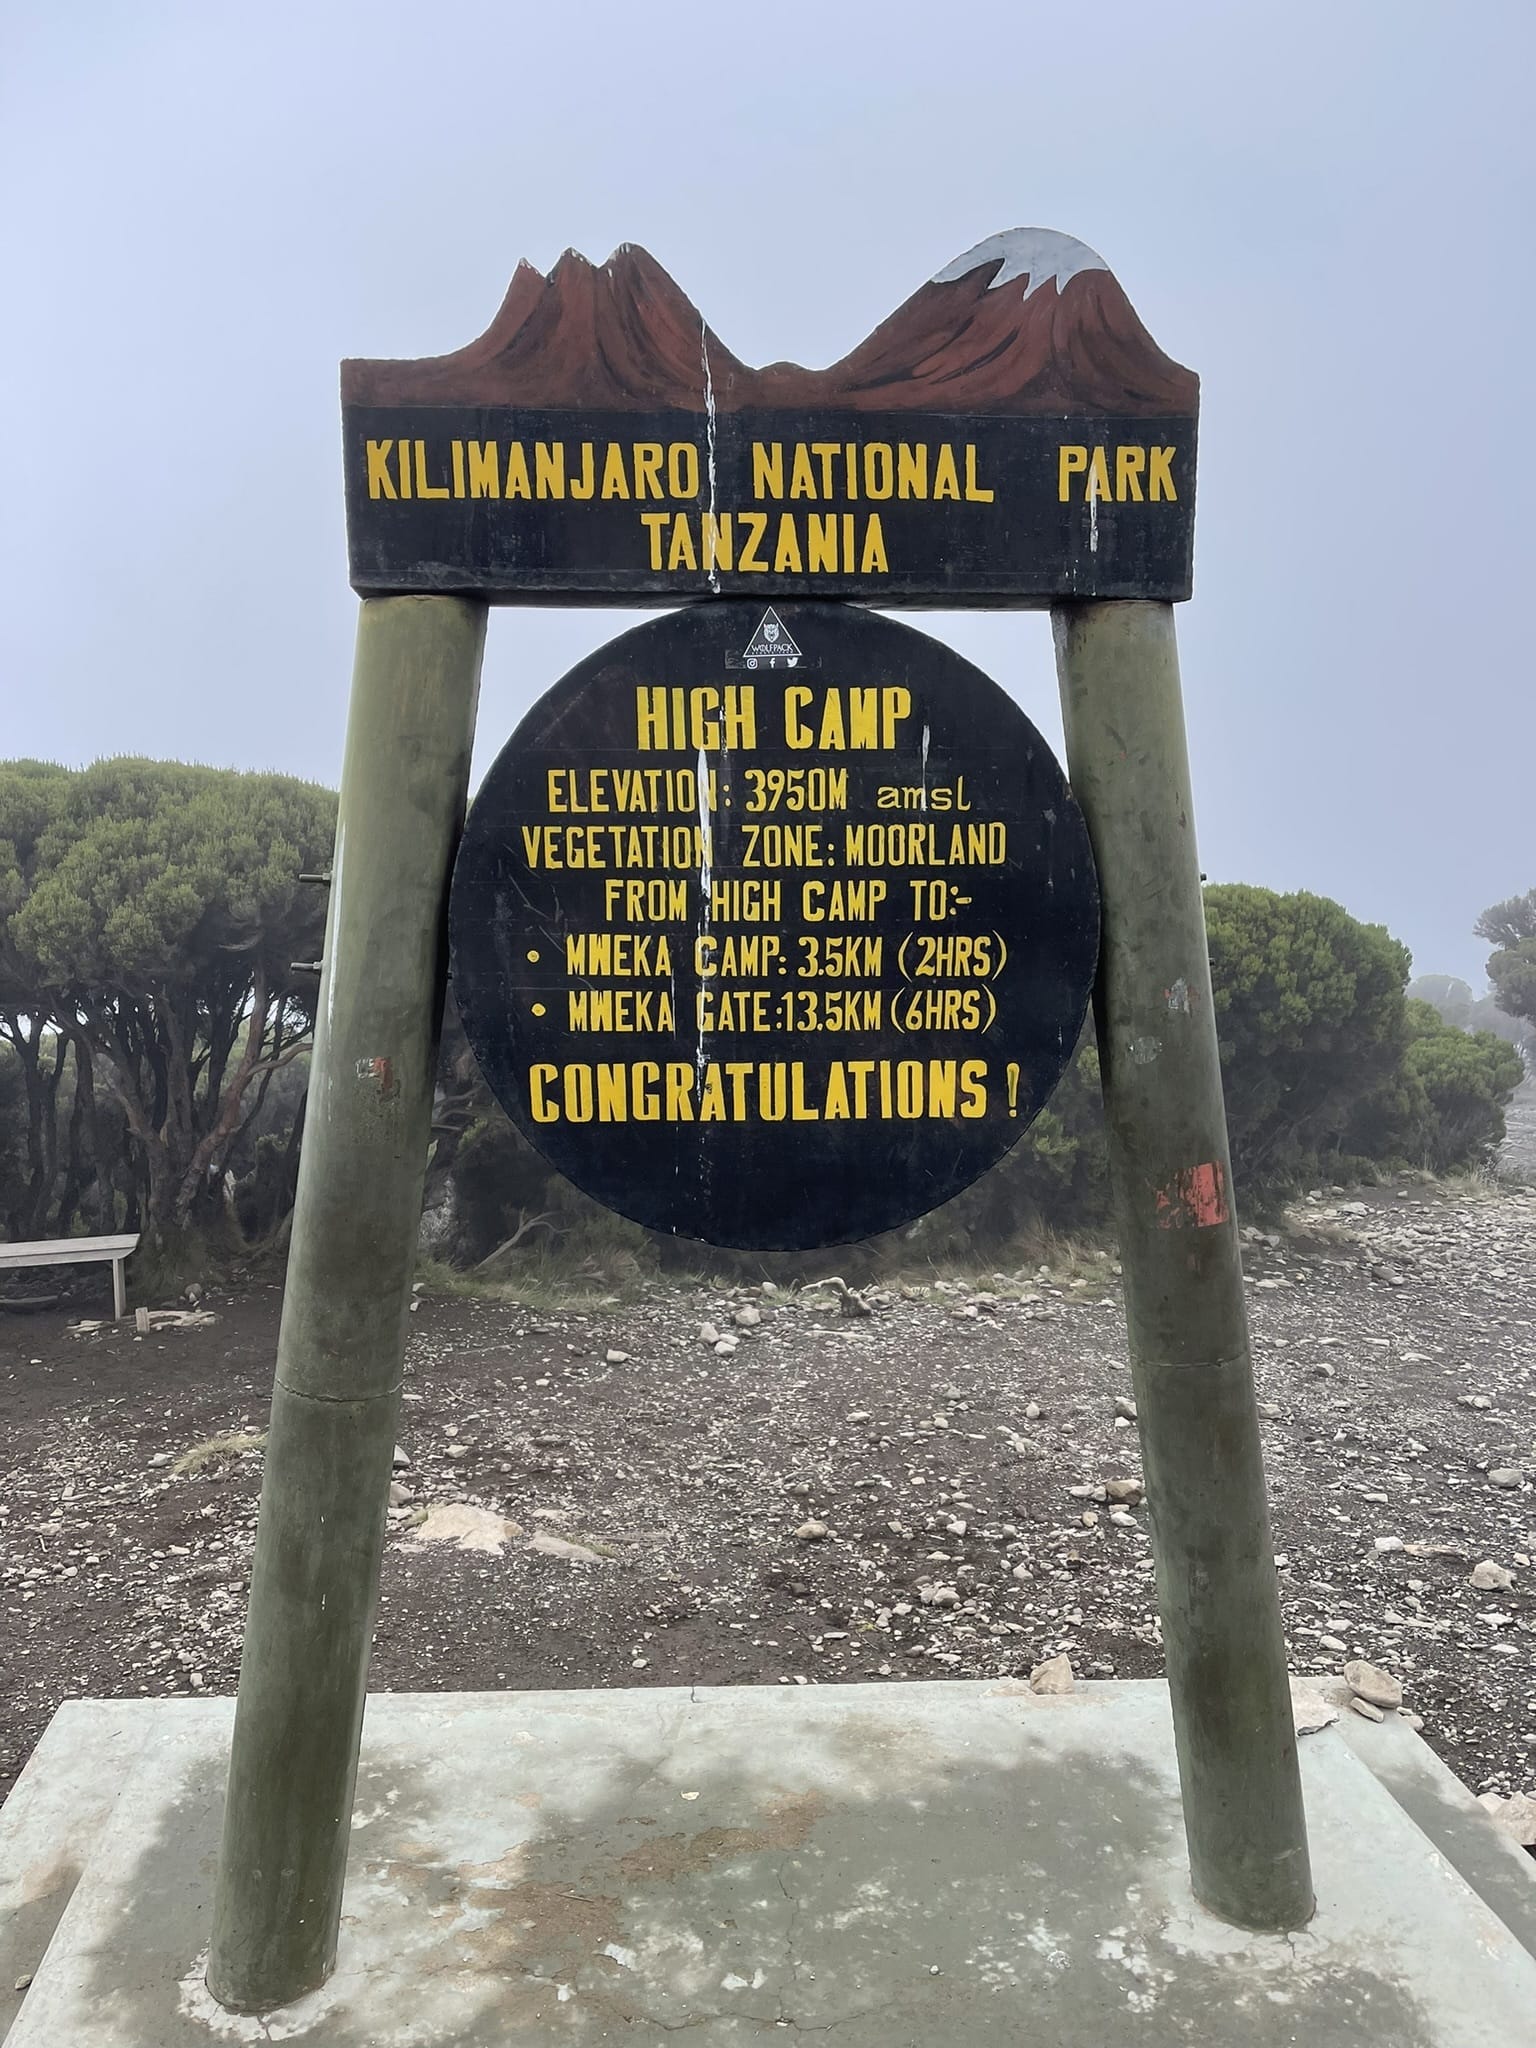 KILIMANJARO NATIONAL PARK
TANZANIA
WOLFPACK
HIGH CAMP
ELEVATION: 3950M amsl
VEGETATION ZONE: MOORLAND
FROM HIGH CAMP TO:-
• MWEKA CAMP: 3.5KM (2HRS)
• MWEKA GATE: 13.5KM (6HRS)
CONGRATULATIONS !